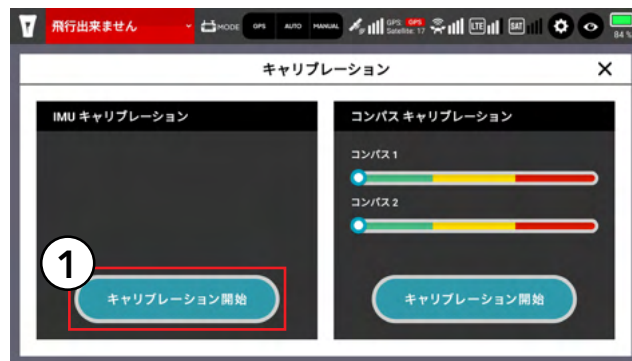 飛行出来ません MODE GPS AUTO MANUAL GPS: GPS Satellite: 17 LTE SAT 84 %
キャリブレーション
IMU キャリブレーション
コンパス キャリブレーション
コンパス 1
コンパス 2
1
キャリブレーション開始
キャリブレーション開始